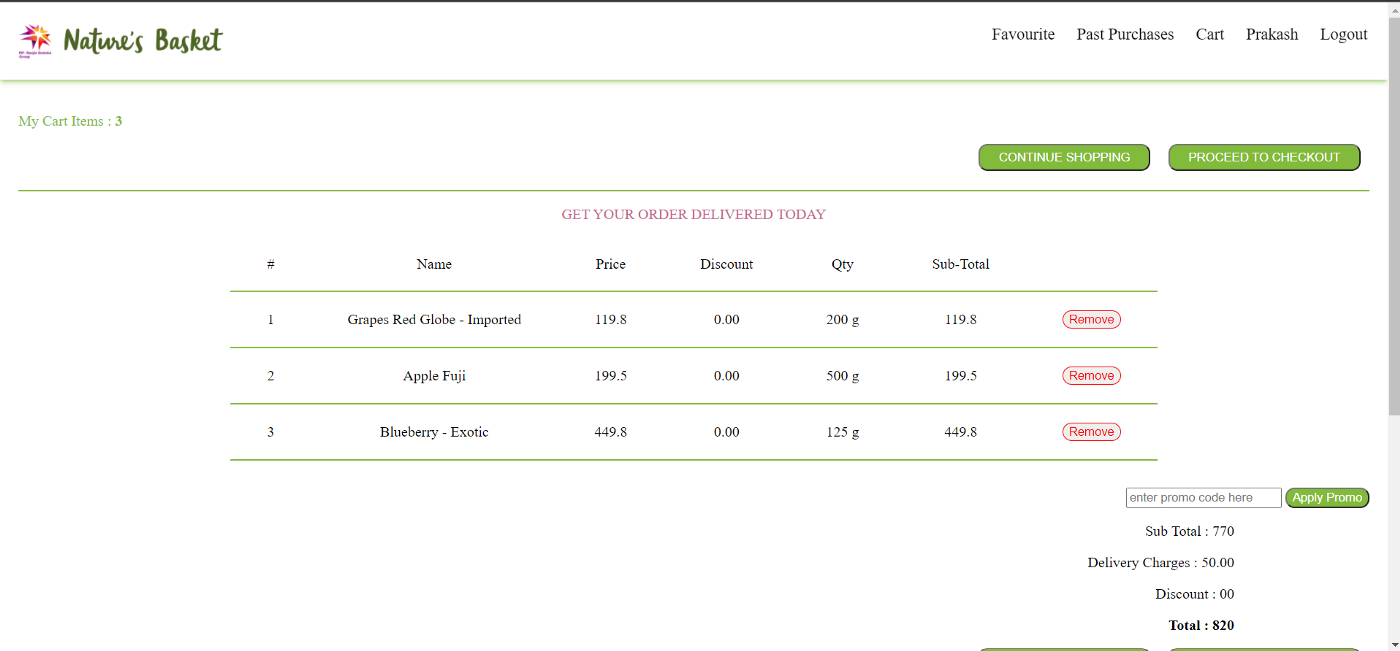 Nature's Basket
Favourite Past Purchases Cart Prakash Logout
My Cart Items : 3
CONTINUE SHOPPING PROCEED TO CHECKOUT
GET YOUR ORDER DELIVERED TODAY
# Name Price Discount Qty Sub-Total
1 Grapes Red Globe - Imported 119.8 0.00 200 g 119.8 Remove
2 Apple Fuji 199.5 0.00 500 g 199.5 Remove
3 Blueberry - Exotic 449.8 0.00 125 g 449.8 Remove
enter promo code here Apply Promo
Sub Total : 770
Delivery Charges : 50.00
Discount : 00
Total : 820